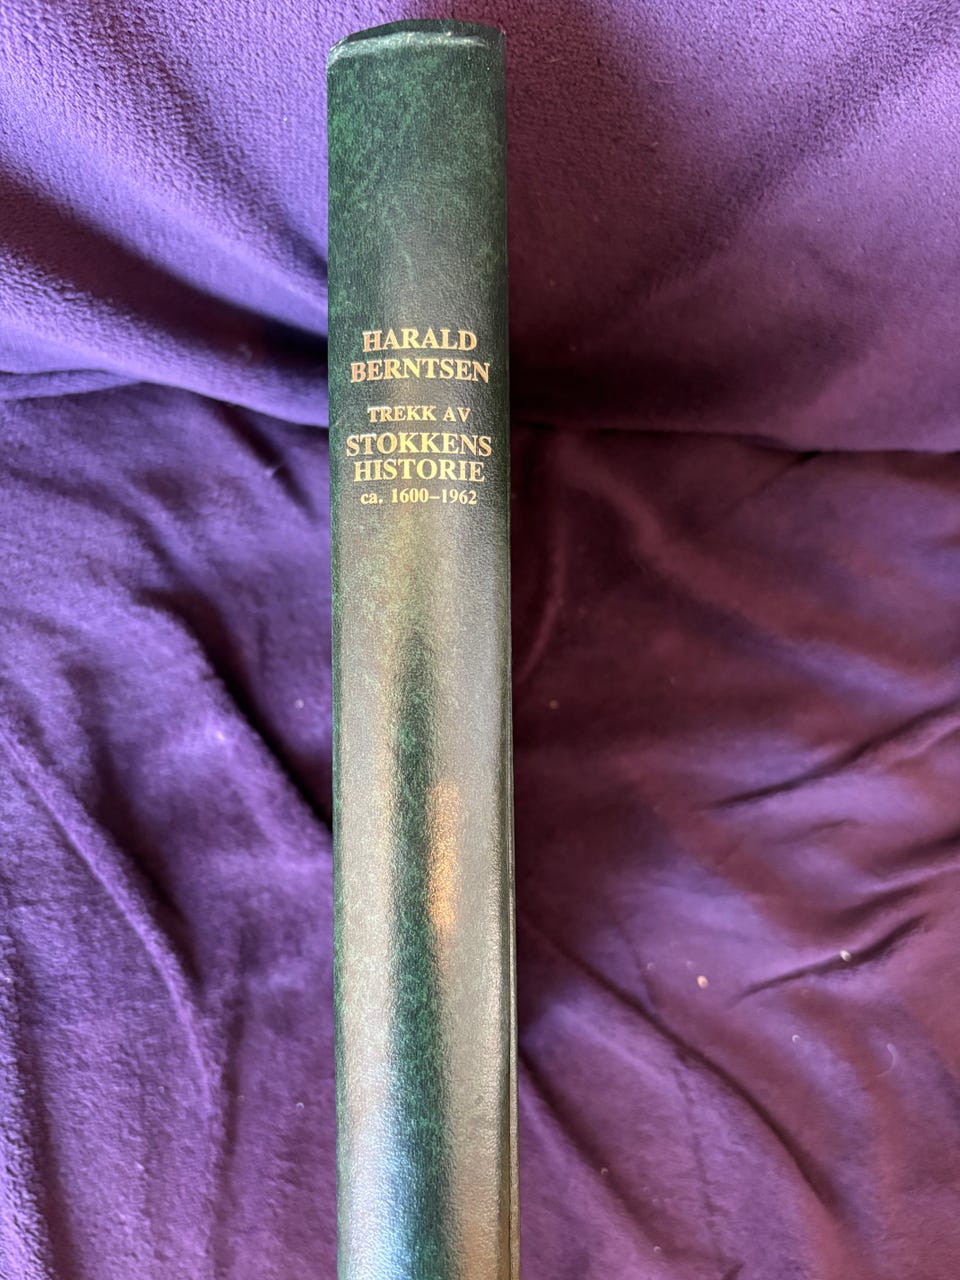 HARALD
BERNTSEN
TREKK AV
STOKKENS
HISTORIE
ca. 1600–1962